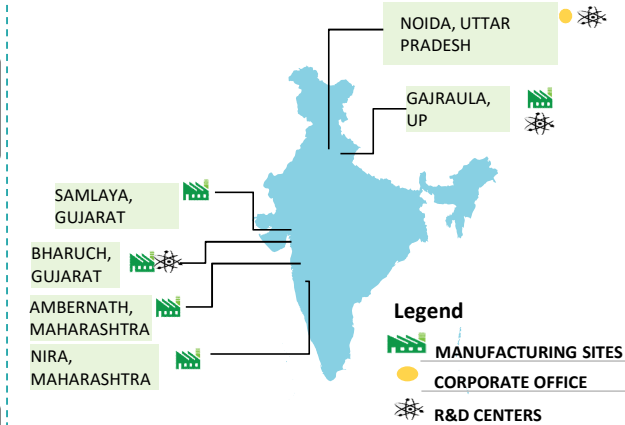 NOIDA, UTTAR
PRADESH
GAJRAULA,
UP
SAMLAYA,
GUJARAT
BHARUCH,
GUJARAT
AMBERNATH,
MAHARASHTRA
NIRA,
MAHARASHTRA
Legend
MANUFACTURING SITES
CORPORATE OFFICE
R&D CENTERS